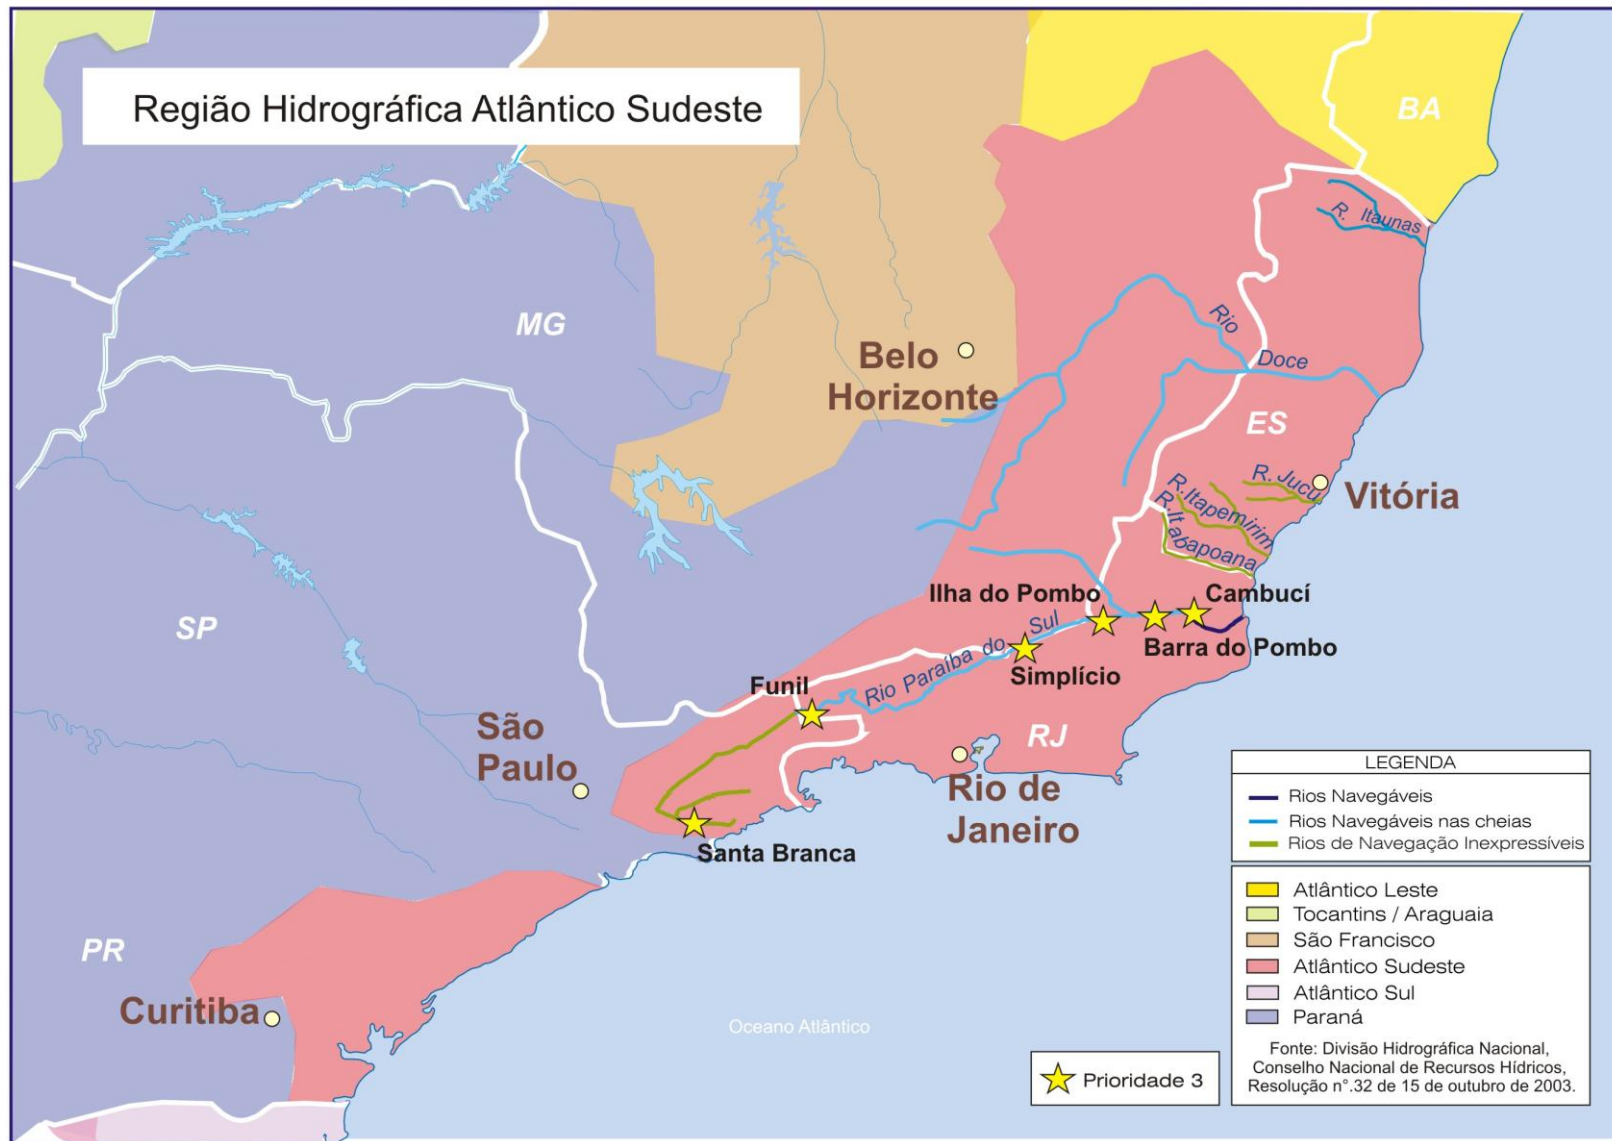 Região Hidrográfica Atlântico Sudeste
BA
R. Itaunas
MG
Rio
Doce
Belo
Horizonte
ES
R. Jucú
Vitória
R.Itapemirim
R.Itabapoana
SP
Ilha do Pombo
Cambucí
Rio Paraíba do Sul
Barra do Pombo
Simplício
Funil
São
Paulo
RJ
Rio de
Janeiro
Santa Branca
PR
Curitiba
Oceano Atlântico
Prioridade 3
LEGENDA
Rios Navegáveis
Rios Navegáveis nas cheias
Rios de Navegação Inexpressíveis
Atlântico Leste
Tocantins / Araguaia
São Francisco
Atlântico Sudeste
Atlântico Sul
Paraná
Fonte: Divisão Hidrográfica Nacional,
Conselho Nacional de Recursos Hídricos,
Resolução n°.32 de 15 de outubro de 2003.